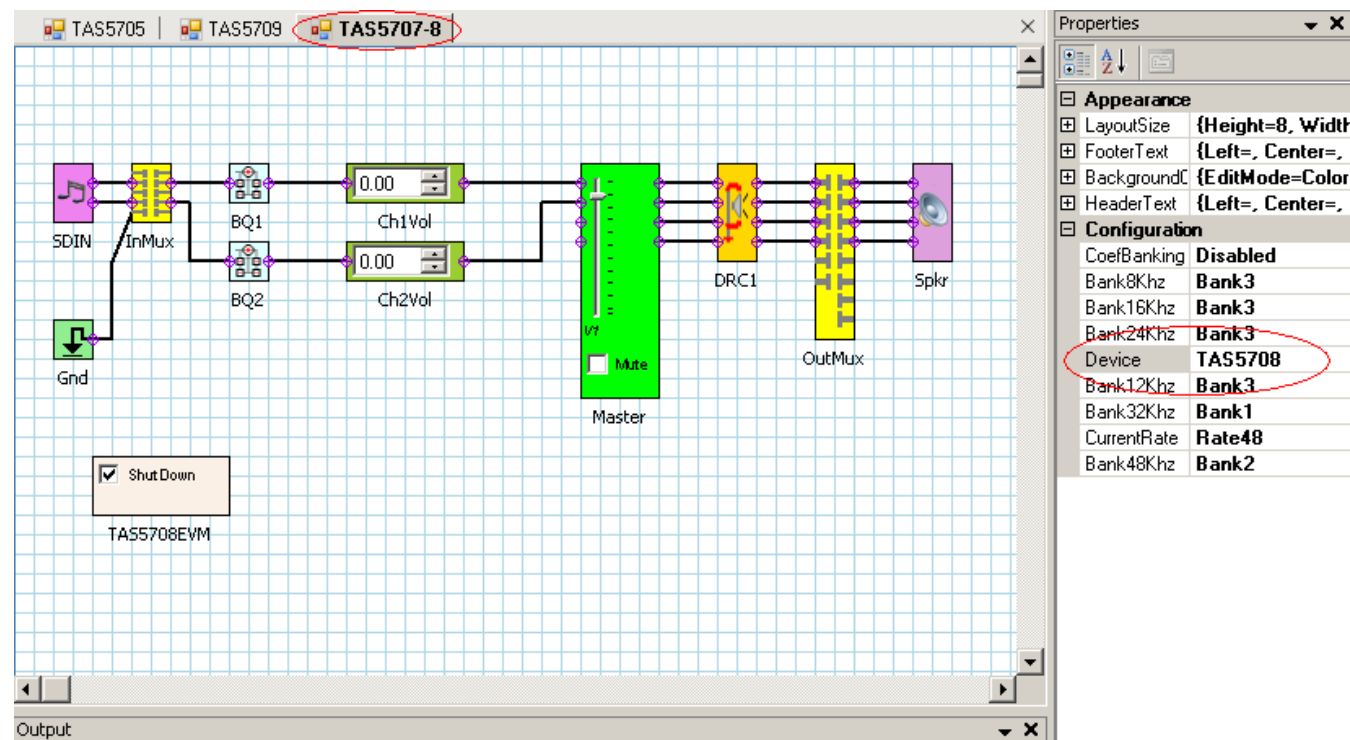 TAS5705 TAS5709 TAS5707-8
Properties
Appearance
LayoutSize {Height=8, Width
FooterText {Left=, Center=,
BackgroundC {EditMode=Color
HeaderText {Left=, Center=,
Configuration
CoefBanking Disabled
Bank8Khz Bank3
Bank16Khz Bank3
Bank24Khz Bank3
Device TAS5708
Bank12Khz Bank3
Bank32Khz Bank1
CurrentRate Rate48
Bank48Khz Bank2
SDIN
InMux
BQ1
0.00
Ch1Vol
BQ2
0.00
Ch2Vol
Gnd
V1
Mute
Master
DRC1
OutMux
Spkr
ShutDown
TAS5708EVM
Output